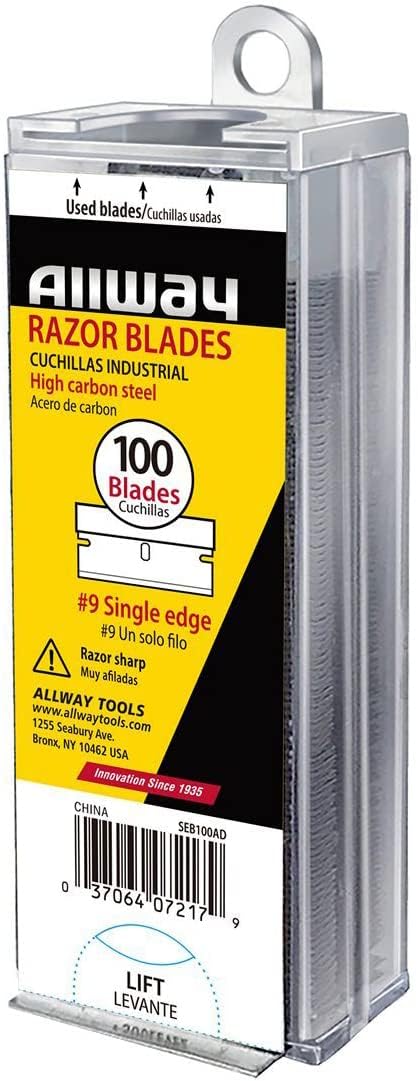 Used blades/Cuchillas usadas
Allway
RAZOR BLADES
CUCHILLAS INDUSTRIAL
High carbon steel
Acero de carbon
100
Blades
Cuchillas
#9 Single edge
#9 Un solo filo
Razor sharp
Muy afiladas
ALLWAY TOOLS
www.allwaytools.com
1255 Seabury Ave.
Bronx, NY 10462 USA
Innovation Since 1935
CHINA SEB100AD
0 37064 07217 9
LIFT
LEVANTE